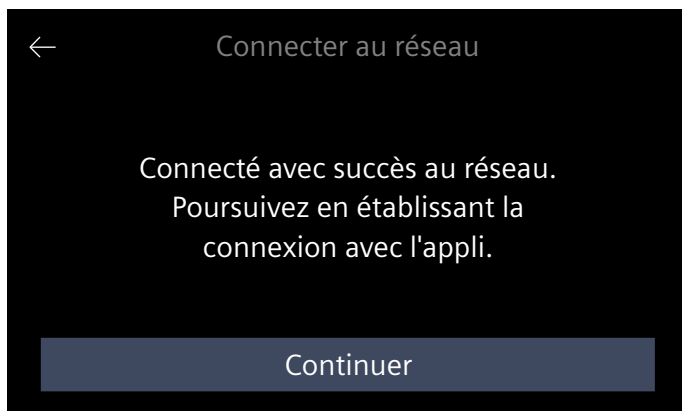 Connecter au réseau
Connecté avec succès au réseau.
Poursuivez en établissant la
connexion avec l'appli.
Continuer